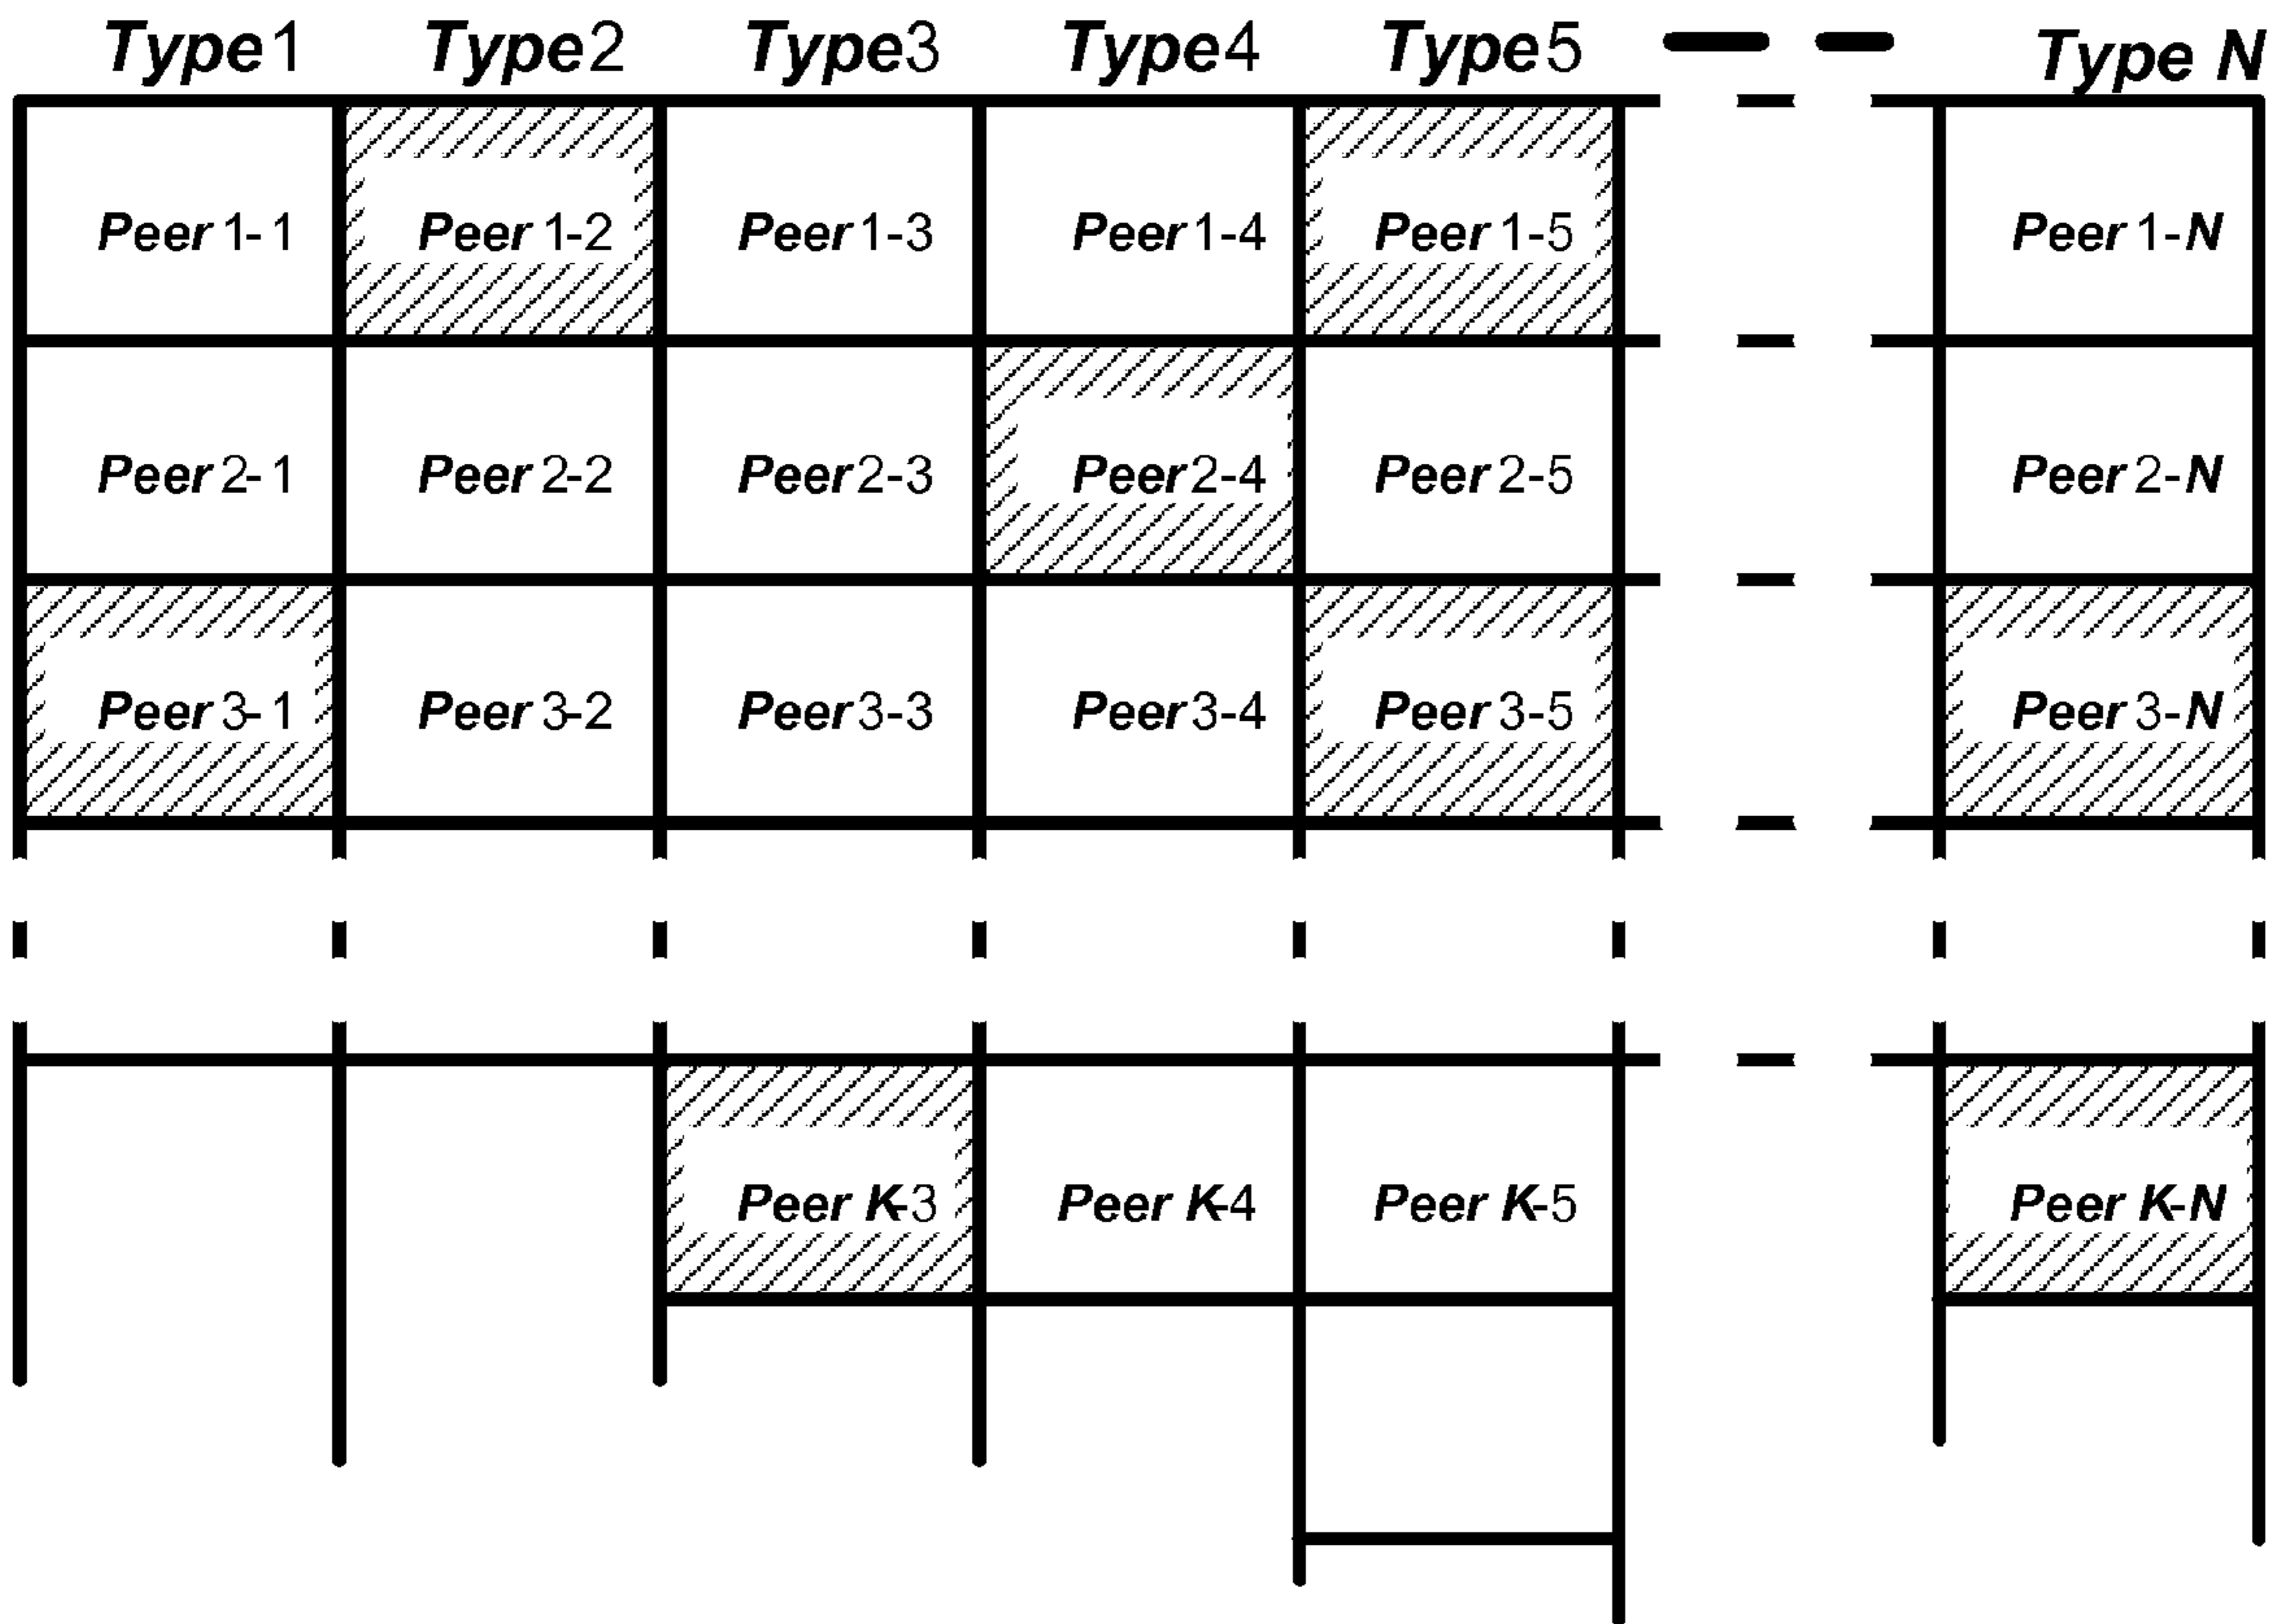 Type1 Type2 Type3 Type4 Type5 Type N
Peer 1-1 Peer 1-2 Peer 1-3 Peer 1-4 Peer 1-5 Peer 1-N
Peer 2-1 Peer 2-2 Peer 2-3 Peer 2-4 Peer 2-5 Peer 2-N
Peer 3-1 Peer 3-2 Peer 3-3 Peer 3-4 Peer 3-5 Peer 3-N
Peer K-3 Peer K-4 Peer K-5 Peer K-N